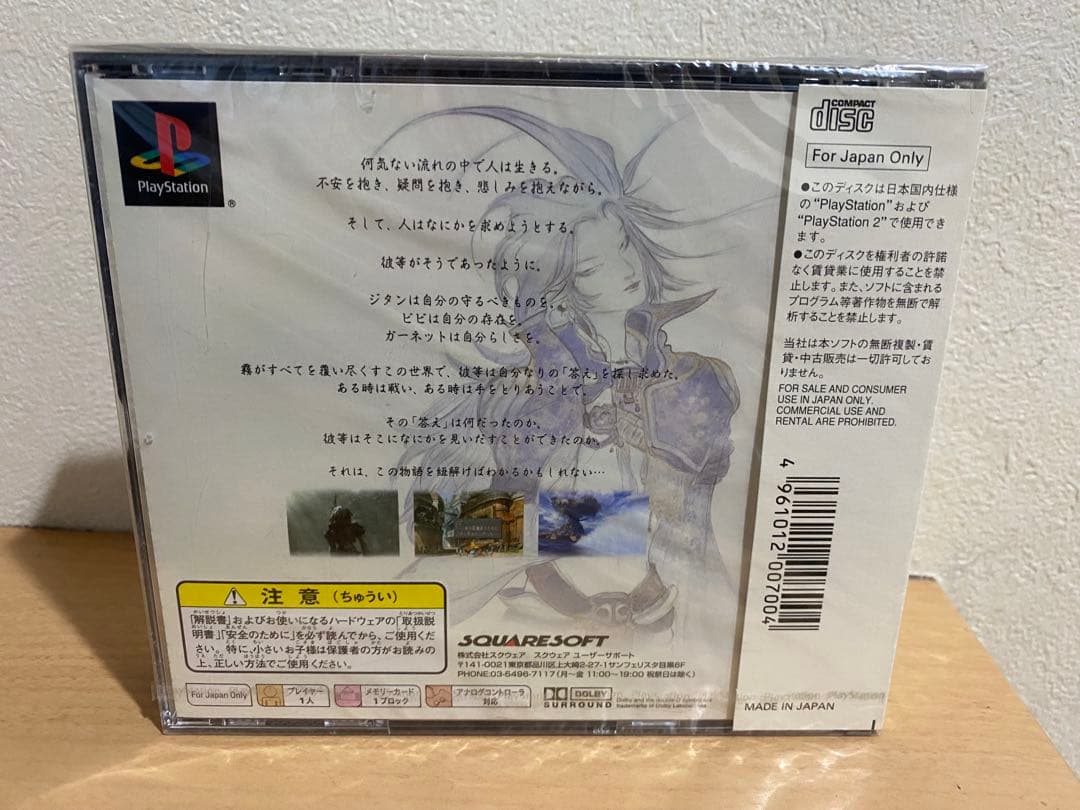 PlayStation
®
何気ない流れの中で人は生きる。
不安を抱き、疑問を抱き、悲しみを抱えながら。
そして、人はなにかを求めようとする。
彼等がそうであったように。
ジタンは自分の守るべきものを。
ビビは自分の存在を。
ガーネットは自分らしさを。
霧がすべてを覆い尽くすこの世界で、彼等は自分なりの「答え」を探し求めた。
ある時は戦い、ある時は手をとりあうことで。
その「答え」は何だったのか。
彼等はそこになにかを見いだすことができたのか。
それは、この物語を紐解けばわかるかもしれない…
注意(ちゅうい)
「解説書」およびお使いになるハードウェアの「取扱説
明書」「安全のために」を必ず読んでから、ご使用くだ
さい。特に、小さいお子様は保護者の方がお読みの
上、正しい方法でご使用ください。
SQUARESOFT
株式会社スクウェア スクウェア ユーザーサポート
〒141-0021東京都品川区上大崎2-27-1サンフェリスタ目黒6F
PHONE:03-5496-7117(月〜金 11:00〜19:00 祝祭日は除く)
For Japan Only
プレイヤー
1人
メモリーカード
1ブロック
アナログコントローラ
対応
DOLBY
SURROUND
COMPACT
disc
For Japan Only
●このディスクは日本国内仕様
の“PlayStation”および
“PlayStation 2”で使用でき
ます。
●このディスクを権利者の許諾
なく賃貸業に使用することを禁
止します。また、ソフトに含まれる
プログラム等著作物を無断で解
析することを禁止します。
当社は本ソフトの無断複製・賃
貸・中古販売は一切許可してお
りません。
FOR SALE AND CONSUMER
USE IN JAPAN ONLY.
COMMERCIAL USE AND
RENTAL ARE PROHIBITED.
4961012007004
MADE IN JAPAN